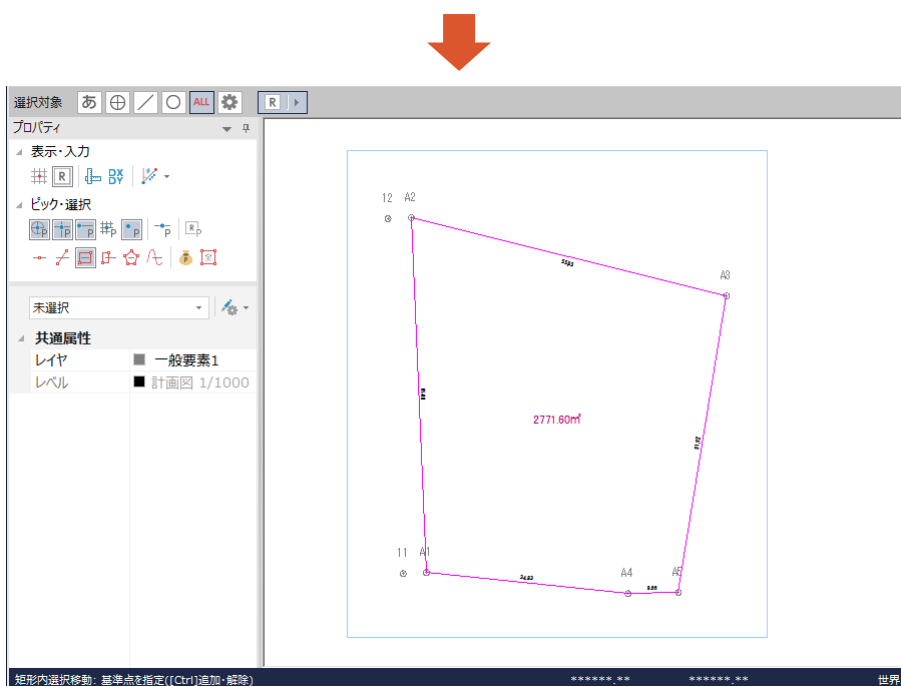 選択対象 あ ALL R
プロパティ
表示・入力
R DX DY
ピック・選択
P P P P P P R P
P
未選択
共通属性
レイヤ 一般要素1
レベル 計画図 1/1000
12 A2
A3
2771.60㎡
11 A1
A4 A5
矩形内選択移動: 基準点を指定([Ctrl]追加・解除) ******.** ******.** 世界